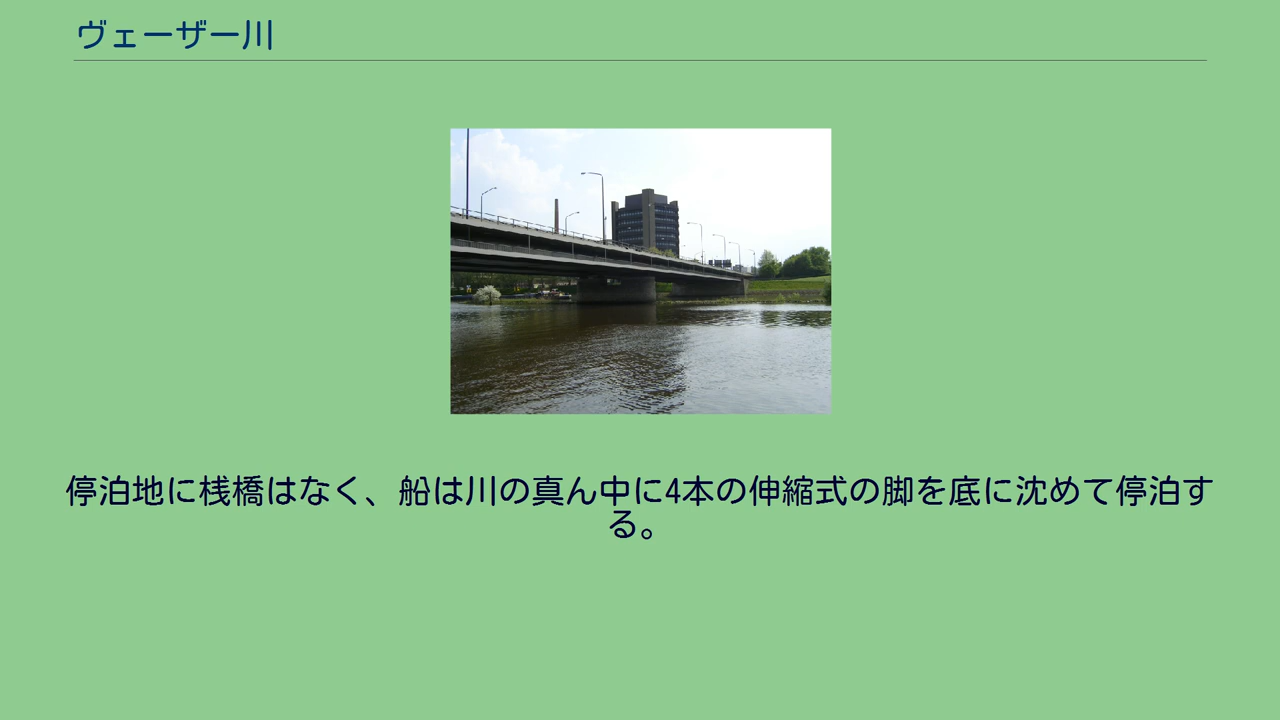 ヴェーザー川
停泊地に桟橋はなく、船は川の真ん中に4本の伸縮式の脚を底に沈めて停泊す
る。